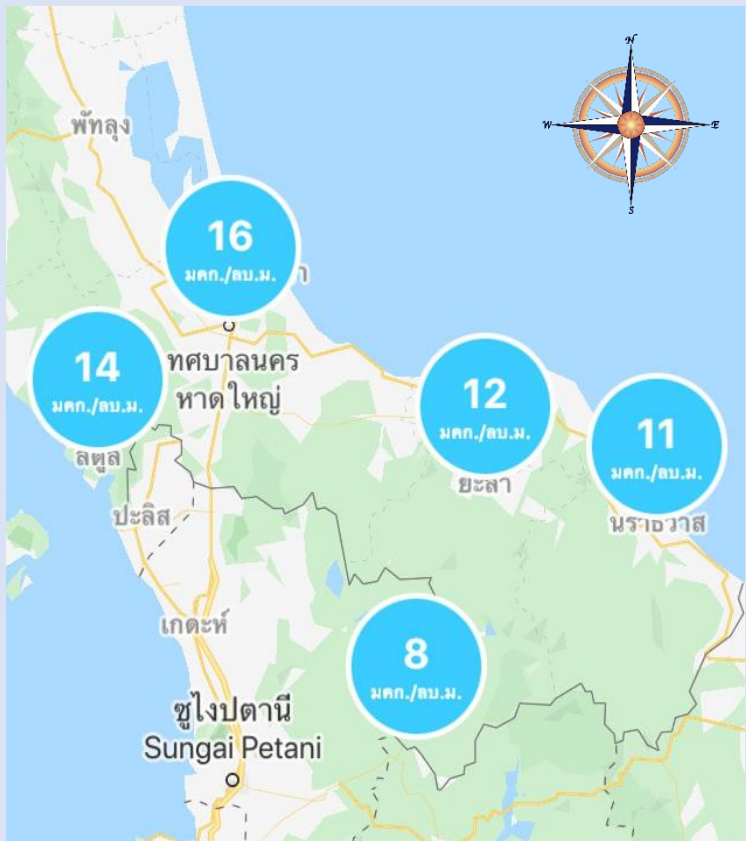 N
พัทลุง
W
E
S
16
มคก./ลบ.ม.
า
14
มคก./ลบ.ม.
ทศบาลนคร
หาดใหญ่
12
มคก./ลบ.ม.
11
มคก./ลบ.ม.
สตูล
ยะลา
ปะลิส
นราธิวาส
เกดะห์
8
มคก./ลบ.ม.
ซูไงปตานี
Sungai Petani